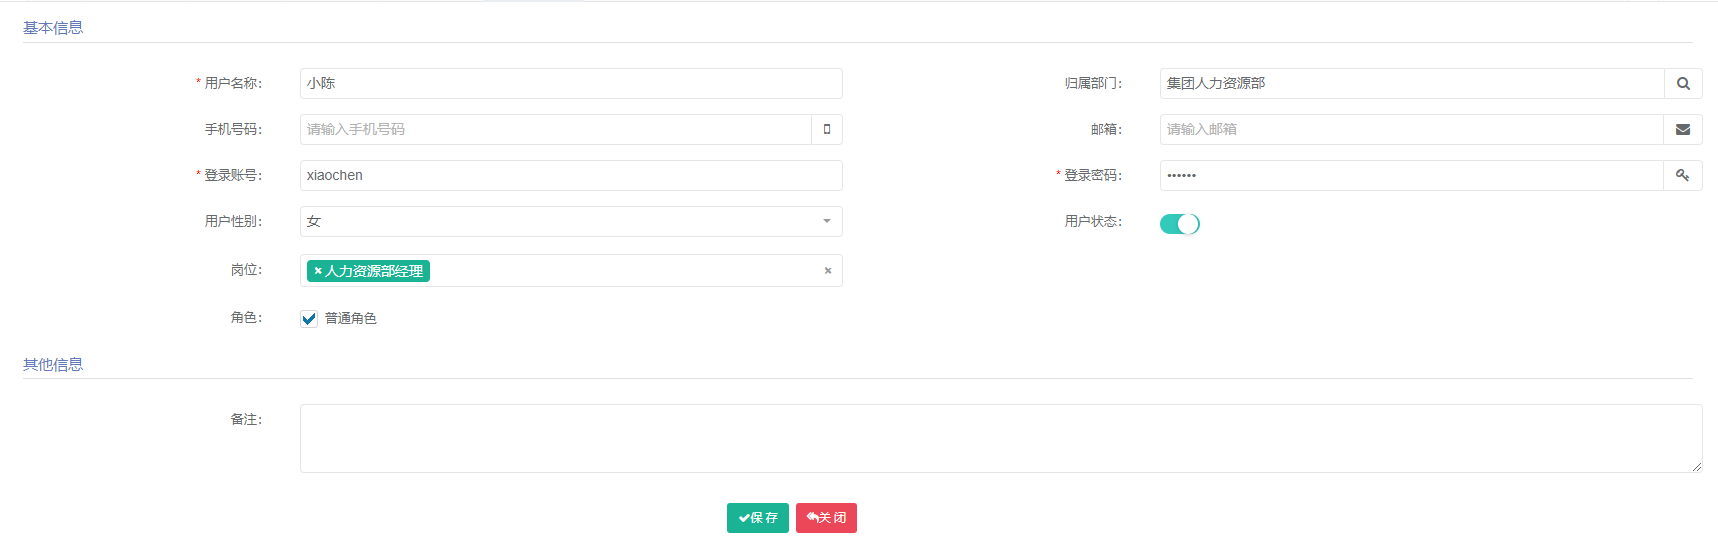 基本信息
* 用户名称： 小陈 归属部门： 集团人力资源部
手机号码： 请输入手机号码 邮箱： 请输入邮箱
* 登录账号： xiaochen * 登录密码： ••••••
用户性别： 女 用户状态：
岗位： × 人力资源部经理 ×
角色： 普通角色
其他信息
备注：
保存 关闭